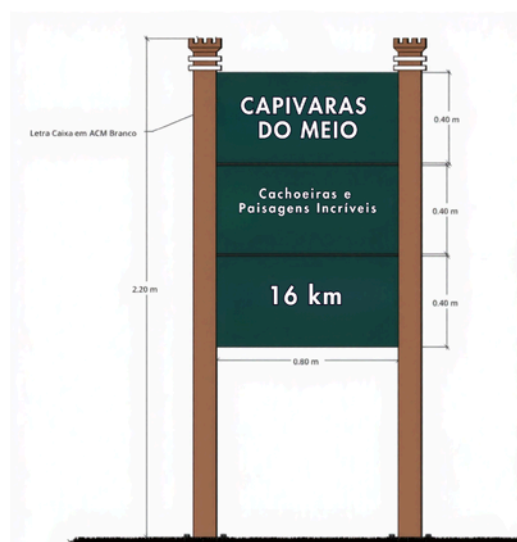 CAPIVARAS
DO MEIO
0.40 m
Letra Caixa em ACM Branco
Cachoeiras e
Paisagens Incríveis
0.40 m
2.20 m
16 km
0.40 m
0.80 m